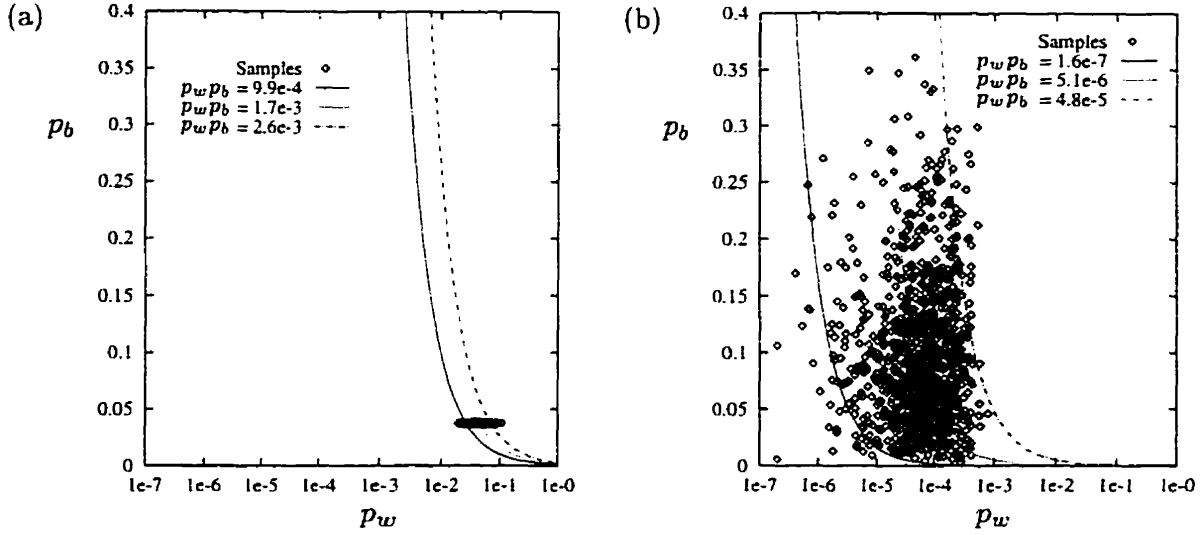 (a)
0.4
0.35
0.3
0.25
0.2
0.15
0.1
0.05
0
p_b
Samples
p_w p_b = 9.9e-4
p_w p_b = 1.7e-3
p_w p_b = 2.6e-3
1e-7 1e-6 1e-5 1e-4 1e-3 1e-2 1e-1 1e-0
p_w
(b)
0.4
0.35
0.3
0.25
0.2
0.15
0.1
0.05
0
p_b
Samples
p_w p_b = 1.6e-7
p_w p_b = 5.1e-6
p_w p_b = 4.8e-5
1e-7 1e-6 1e-5 1e-4 1e-3 1e-2 1e-1 1e-0
p_w